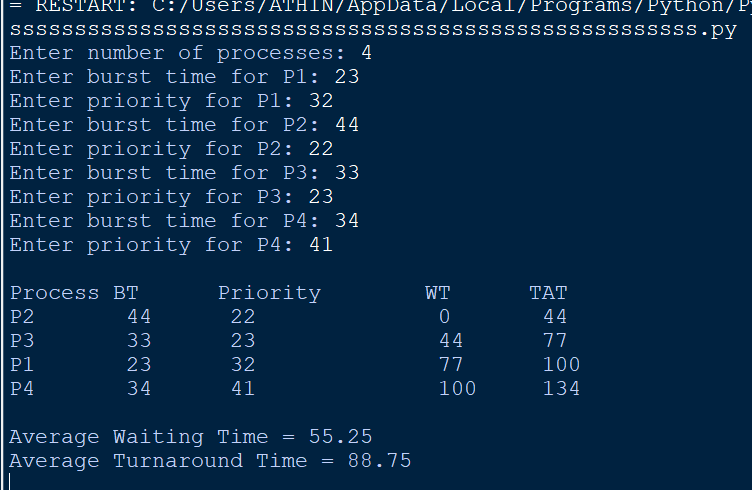 = RESTART: C:/Users/ATHIN/AppData/Local/Programs/Python/Py
sssssssssssssssssssssssssssssssssssssssssssssssssssss.py
Enter number of processes: 4
Enter burst time for P1: 23
Enter priority for P1: 32
Enter burst time for P2: 44
Enter priority for P2: 22
Enter burst time for P3: 33
Enter priority for P3: 23
Enter burst time for P4: 34
Enter priority for P4: 41
Process BT Priority WT TAT
P2 44 22 0 44
P3 33 23 44 77
P1 23 32 77 100
P4 34 41 100 134
Average Waiting Time = 55.25
Average Turnaround Time = 88.75